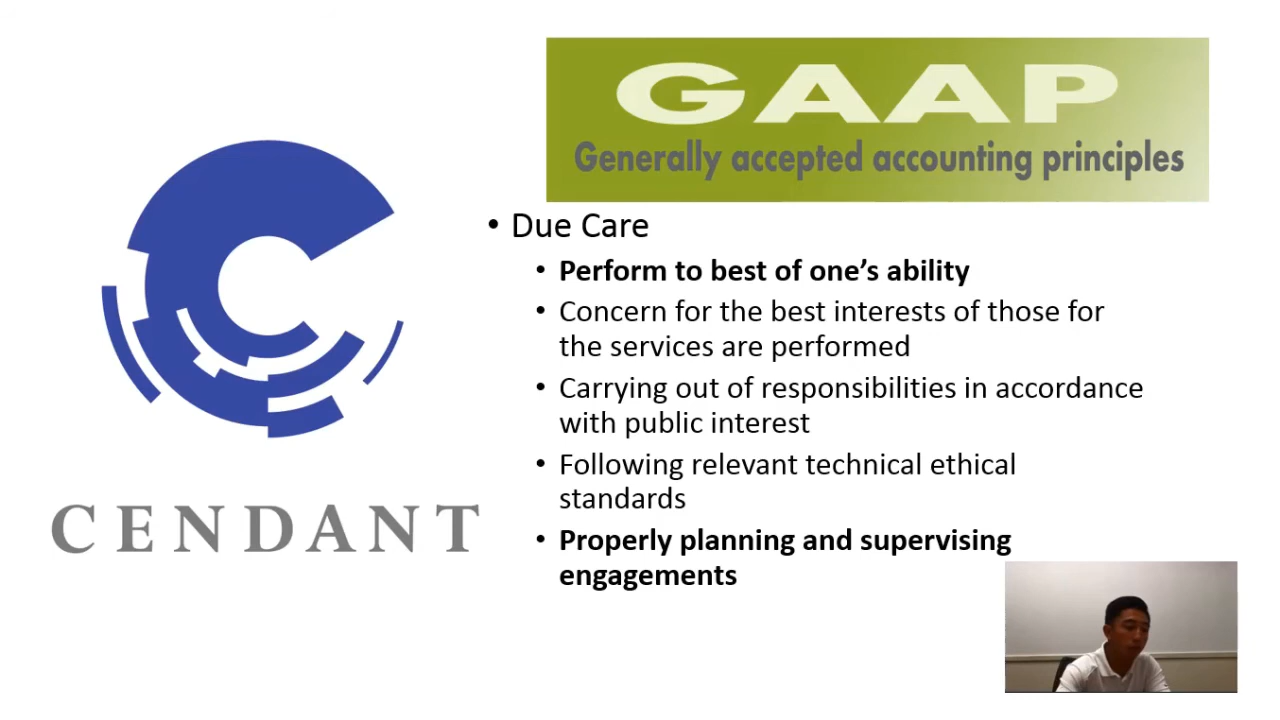 GAAP
Generally accepted accounting principles
• Due Care
• Perform to best of one's ability
• Concern for the best interests of those for
the services are performed
• Carrying out of responsibilities in accordance
with public interest
• Following relevant technical ethical
standards
• Properly planning and supervising
engagements
CENDANT